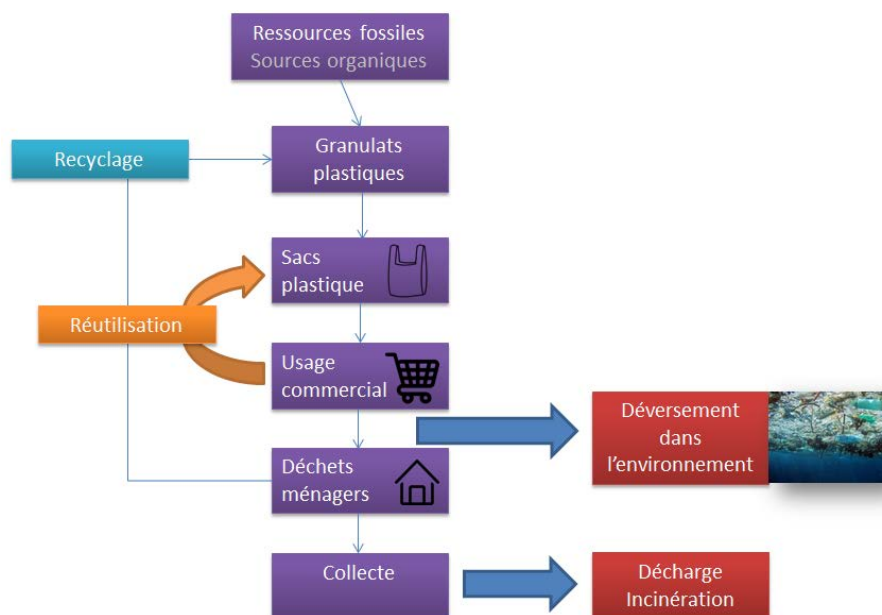 Ressources fossiles
Sources organiques
Recyclage
Granulats
plastiques
Sacs
plastique
Réutilisation
Usage
commercial
Déversement
dans
l'environnement
Déchets
ménagers
Collecte
Décharge
Incinération